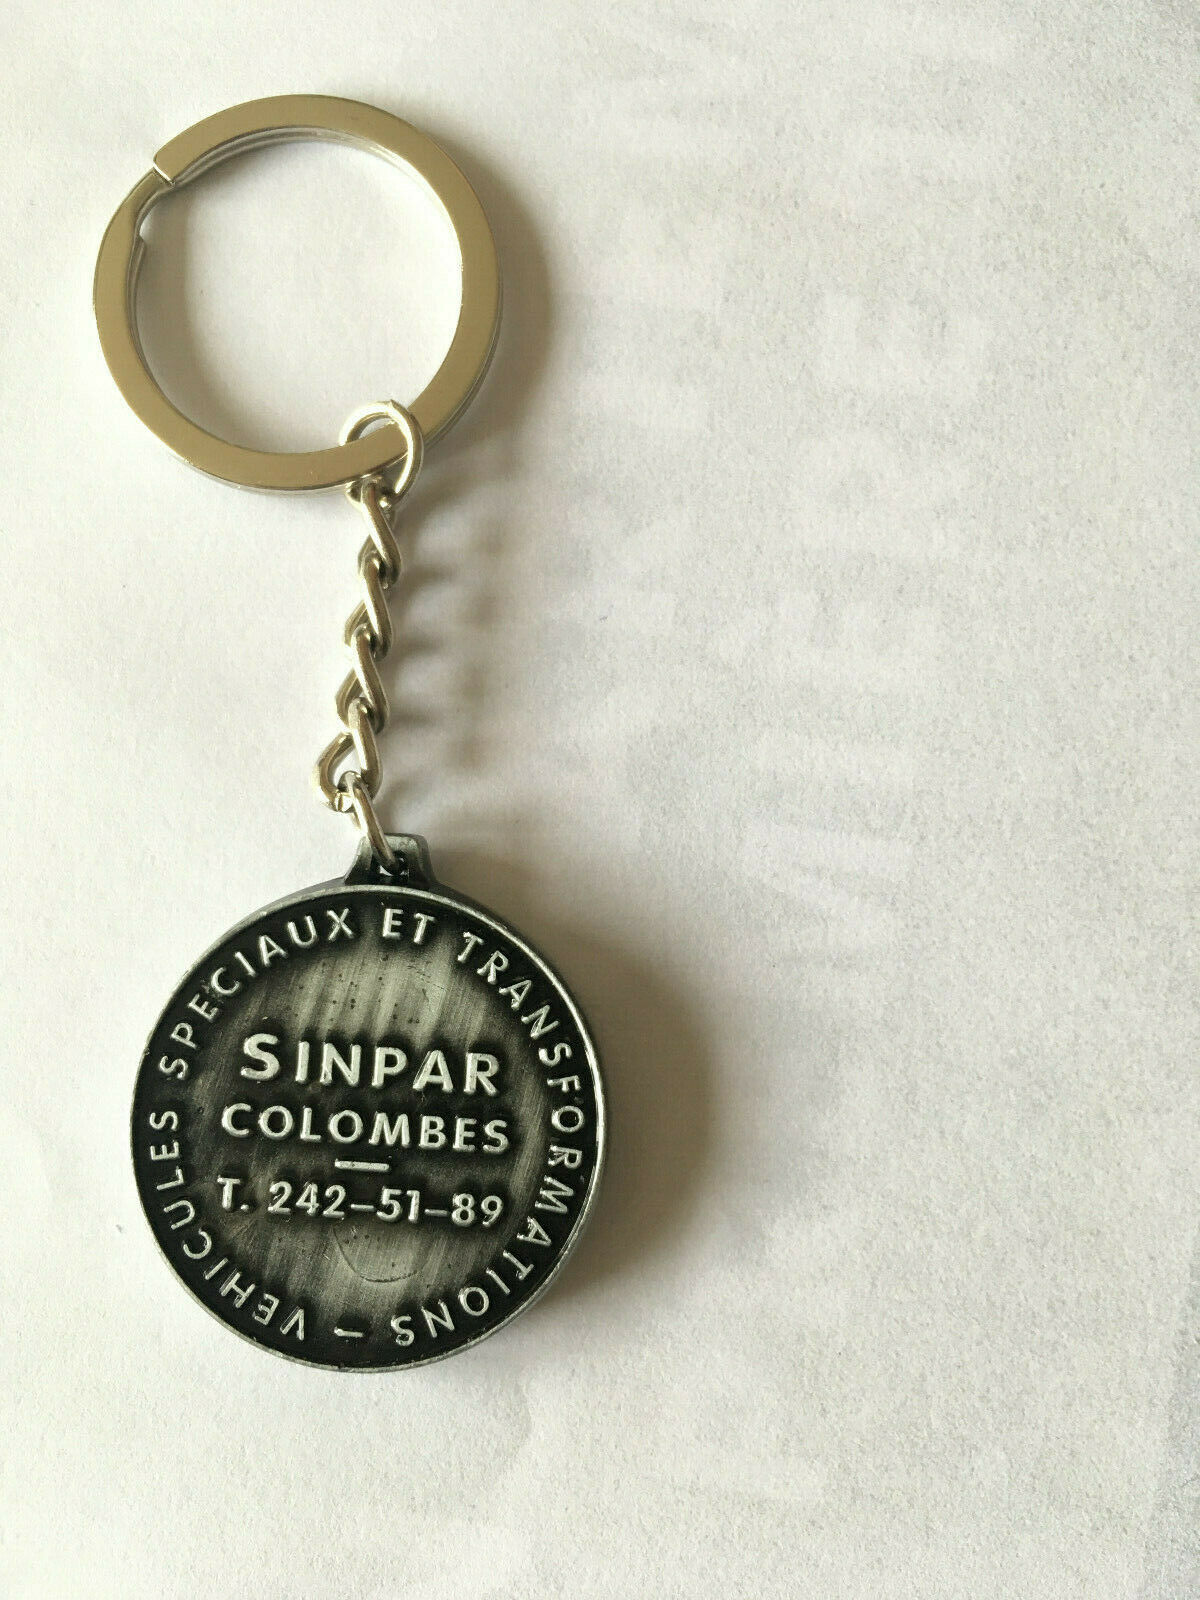 VEHICULES SPECIAUX ET TRANSFORMATIONS –
SINPAR
COLOMBES
—
T. 242–51–89